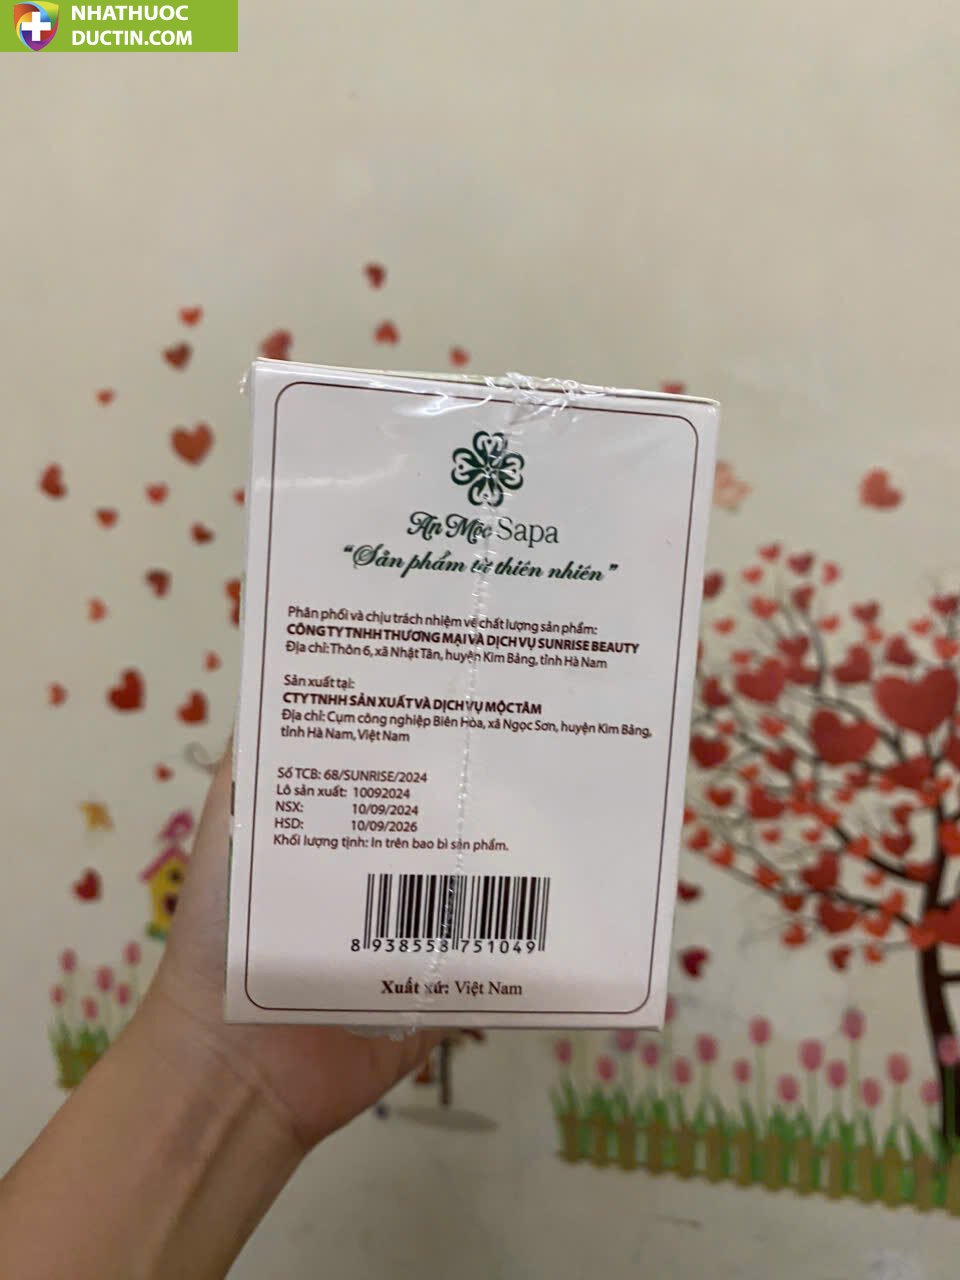 NHATHUOC
DUCTIN.COM
An Mộc Sapa
“Sản phẩm từ thiên nhiên”
Phân phối và chịu trách nhiệm về chất lượng sản phẩm:
CÔNG TY TNHH THƯƠNG MẠI VÀ DỊCH VỤ SUNRISE BEAUTY
Địa chỉ: Thôn 6, xã Nhật Tân, huyện Kim Bảng, tỉnh Hà Nam
Sản xuất tại:
CTY TNHH SẢN XUẤT VÀ DỊCH VỤ MỘC TÂM
Địa chỉ: Cụm công nghiệp Biên Hòa, xã Ngọc Sơn, huyện Kim Bảng,
tỉnh Hà Nam, Việt Nam
Số TCB: 68/SUNRISE/2024
Lô sản xuất: 10092024
NSX: 10/09/2024
HSD: 10/09/2026
Khối lượng tịnh: In trên bao bì sản phẩm.
8 938558 751049
Xuất xứ: Việt Nam